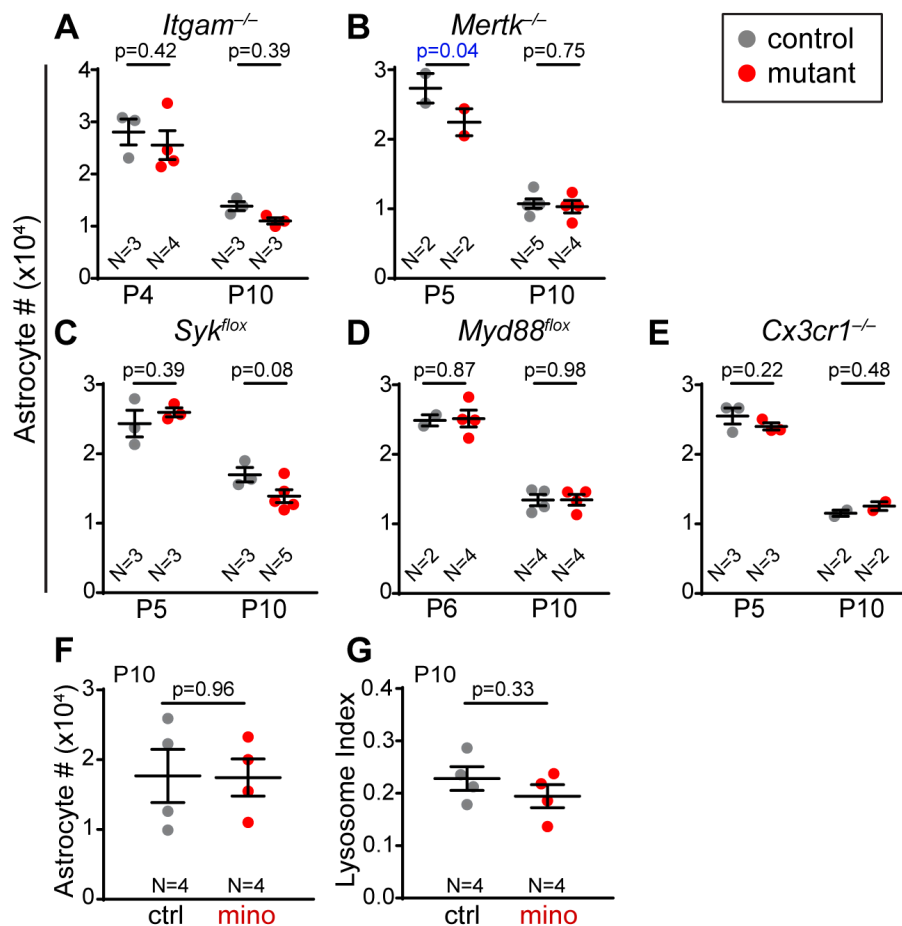 A Itgam–/–
p=0.42 p=0.39
4
3
2
1
0
N=3 N=4 N=3 N=3
P4 P10
B Mertk–/–
p=0.04 p=0.75
3
2
1
0
N=2 N=2 N=5 N=4
P5 P10
control
mutant
Astrocyte # (x10⁴)
C Sykflox
p=0.39 p=0.08
3
2
1
0
N=3 N=3 N=3 N=5
P5 P10
D Myd88flox
p=0.87 p=0.98
3
2
1
0
N=2 N=4 N=4 N=4
P6 P10
E Cx3cr1–/–
p=0.22 p=0.48
3
2
1
0
N=3 N=3 N=2 N=2
P5 P10
F
P10
p=0.96
Astrocyte # (x10⁴)
3
2
1
0
N=4 N=4
ctrl mino
G
P10
p=0.33
Lysosome Index
0.4
0.3
0.2
0.1
0.0
N=4 N=4
ctrl mino